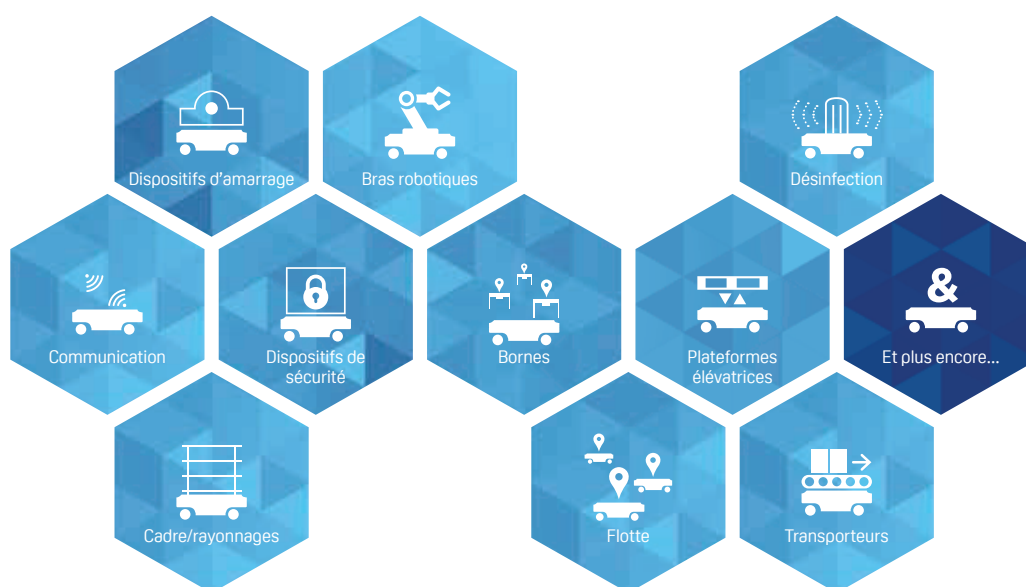 Dispositifs d'amarrage
Bras robotiques
Désinfection
Communication
Dispositifs de
sécurité
Bornes
Plateformes
élévatrices
&
Et plus encore...
Cadre/rayonnages
Flotte
Transporteurs